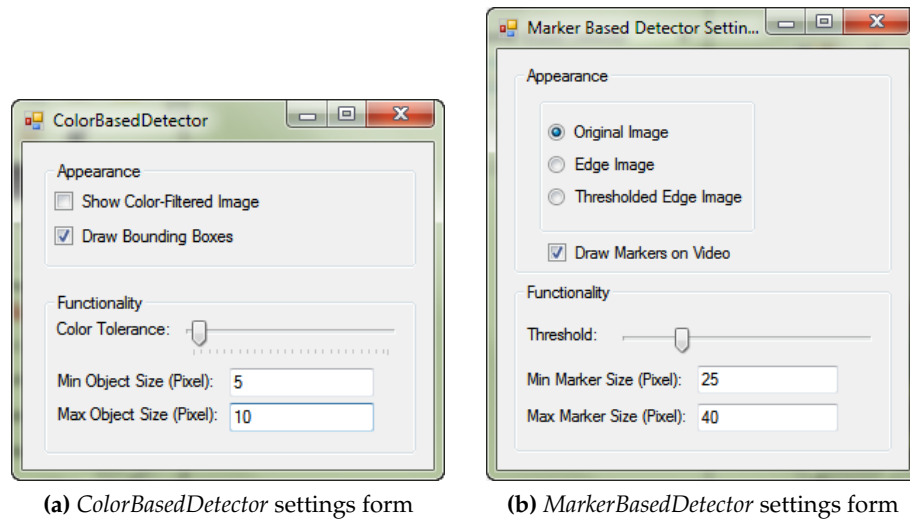 ColorBasedDetector
Appearance
Show Color-Filtered Image
Draw Bounding Boxes
Functionality
Color Tolerance:
Min Object Size (Pixel): 5
Max Object Size (Pixel): 10
(a) ColorBasedDetector settings form
Marker Based Detector Settin...
Appearance
Original Image
Edge Image
Thresholded Edge Image
Draw Markers on Video
Functionality
Threshold:
Min Marker Size (Pixel): 25
Max Marker Size (Pixel): 40
(b) MarkerBasedDetector settings form